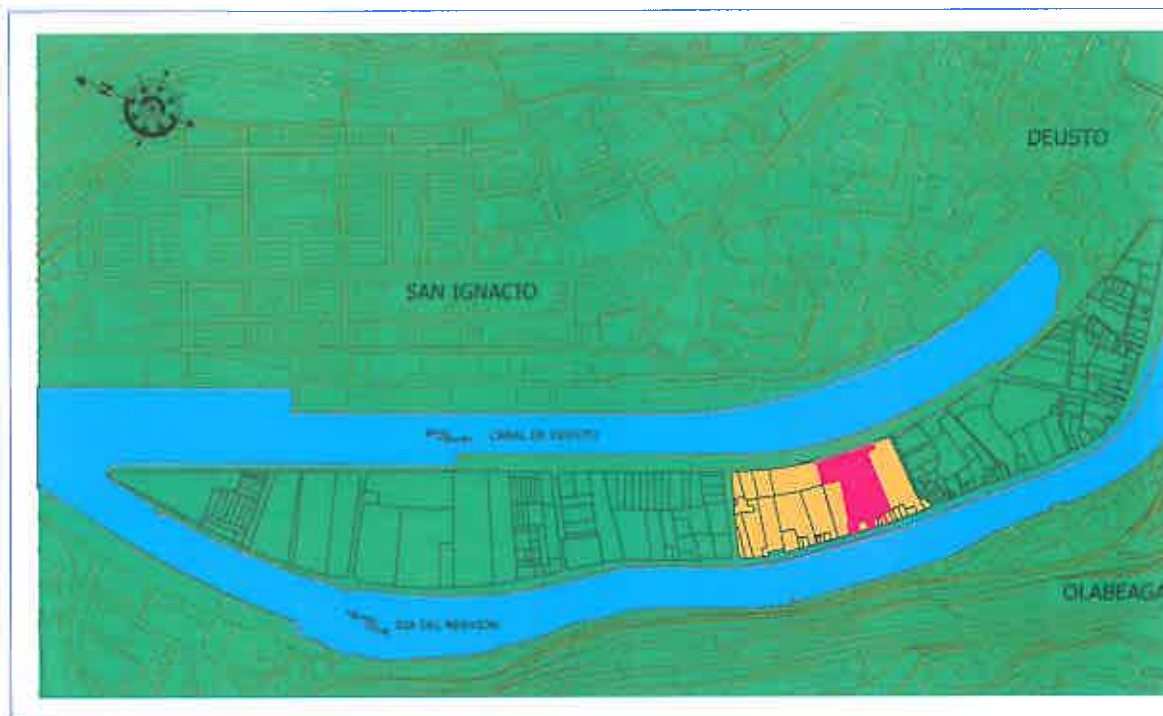 N
DEUSTO
SAN IGNACIO
CANAL DE DEUSTO
OLABEAGA
RIA DEL NERVION